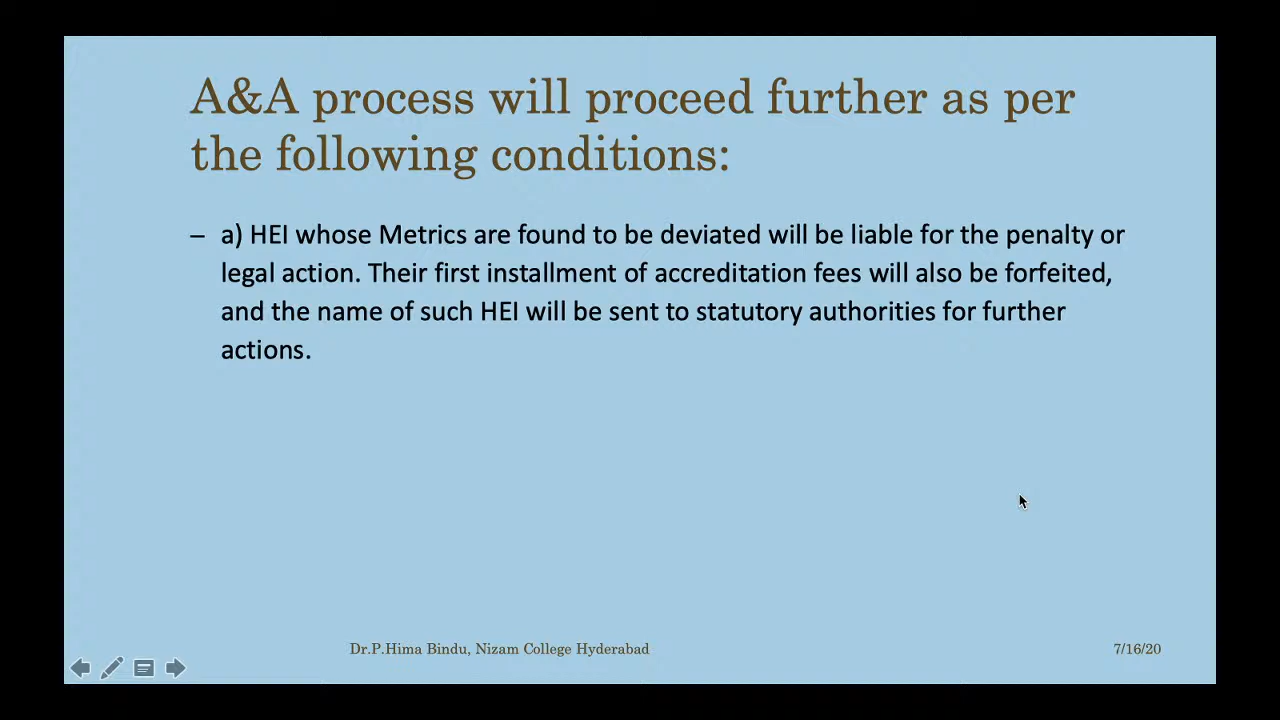 A&A process will proceed further as per
the following conditions:
– a) HEI whose Metrics are found to be deviated will be liable for the penalty or
legal action. Their first installment of accreditation fees will also be forfeited,
and the name of such HEI will be sent to statutory authorities for further
actions.
Dr.P.Hima Bindu, Nizam College Hyderabad
7/16/20